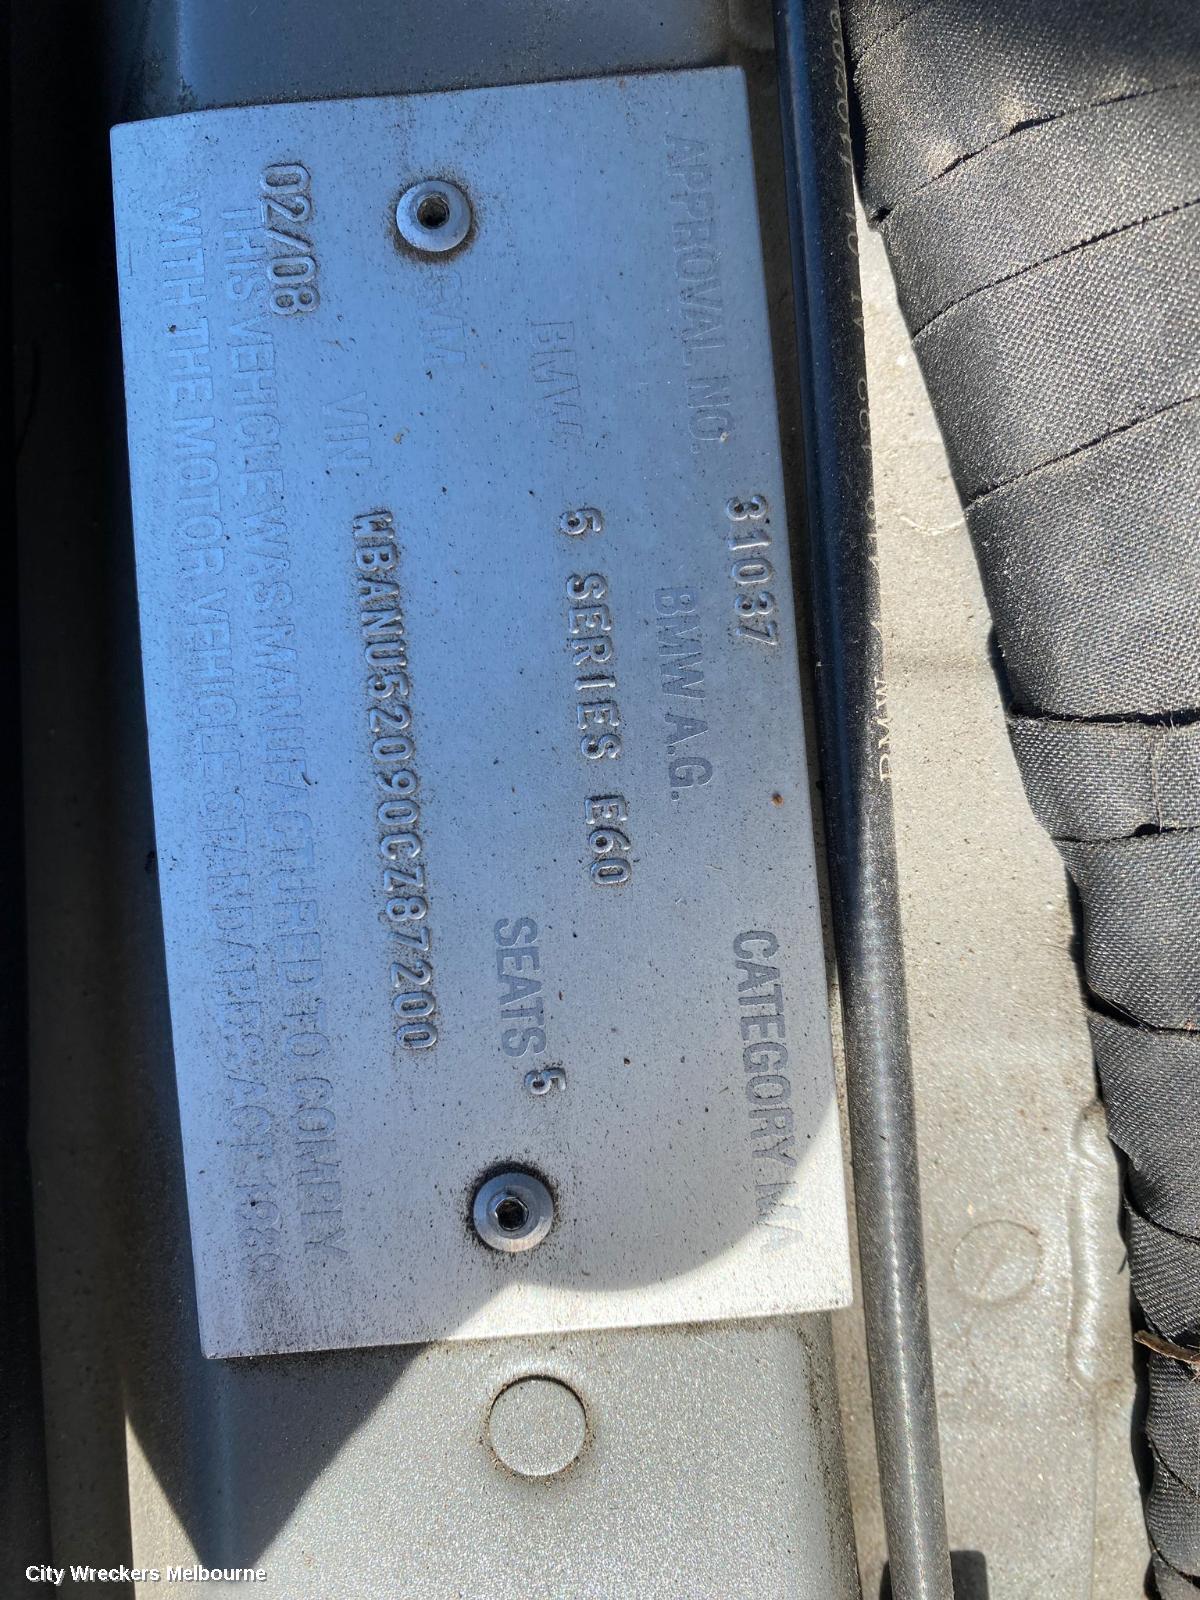 APPROVAL NO. 31037 CATEGORY MA
BMW A.G.
BMW 5 SERIES E60
SEATS 5
VIN WBANU52090CZ87200
02/08
THIS VEHICLE WAS MANUFACTURED TO COMPLY
WITH THE MOTOR VEHICLE STANDARDS ACT 1989
BMW
City Wreckers Melbourne